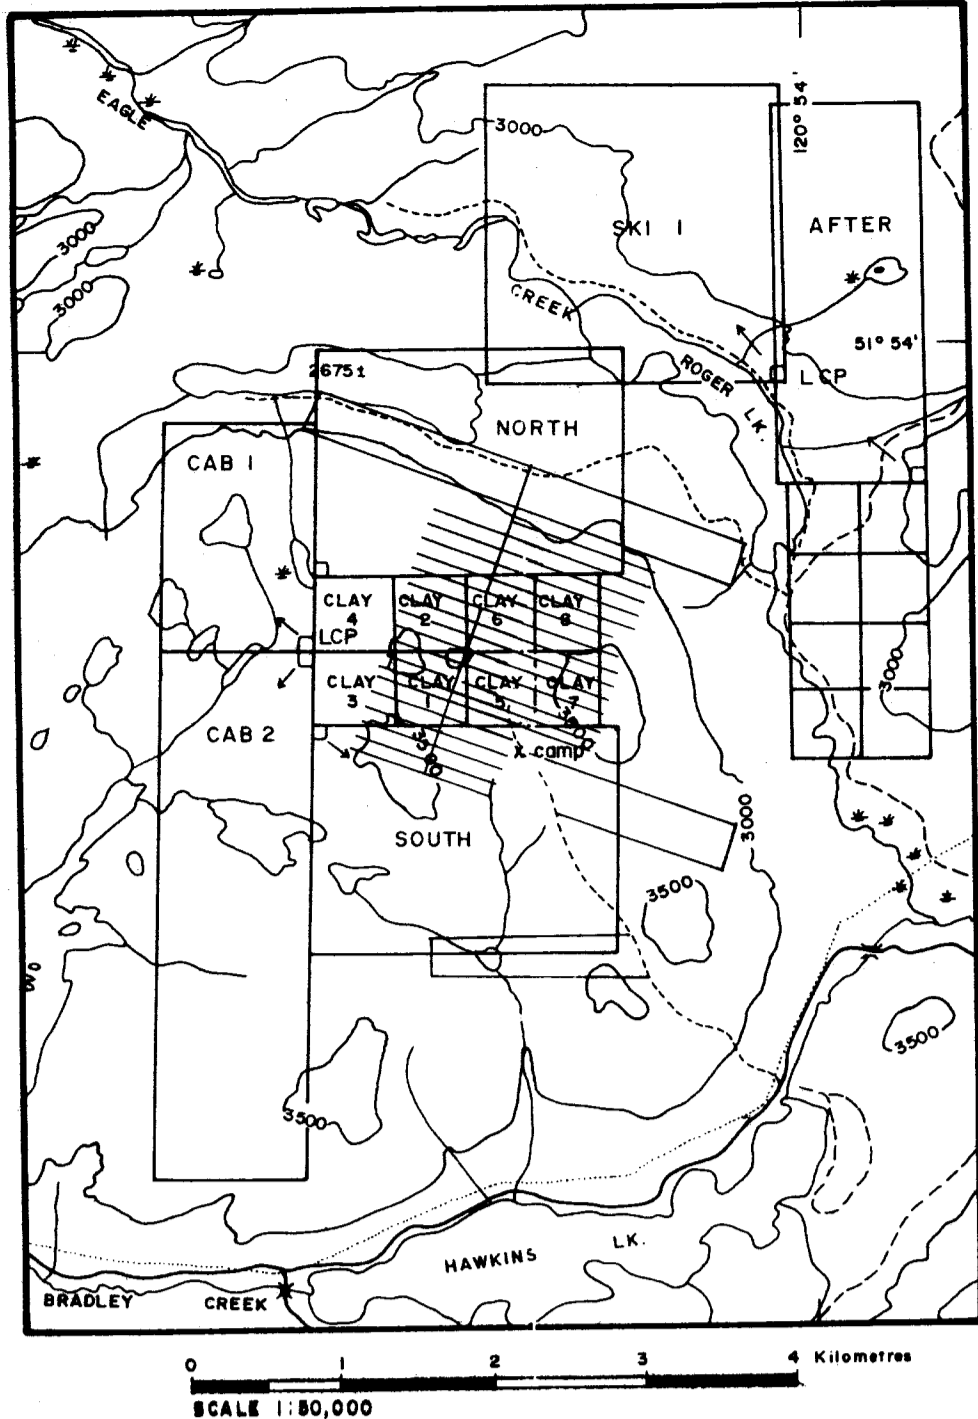 EAGLE
120° 54'
3000
SKI 1
AFTER
3000
3000
CREEK
51° 54'
2675±
ROGER LK.
LCP
NORTH
CAB 1
CLAY 4
CLAY 2
CLAY 6
CLAY 8
LCP
CLAY 3
CLAY 1
CLAY 5
CLAY 7
3000
3500
3500
CAB 2
x camp
SOUTH
3000
3500
3500
3500
HAWKINS LK.
BRADLEY CREEK
0 1 2 3 4 Kilometres
SCALE 1:50,000